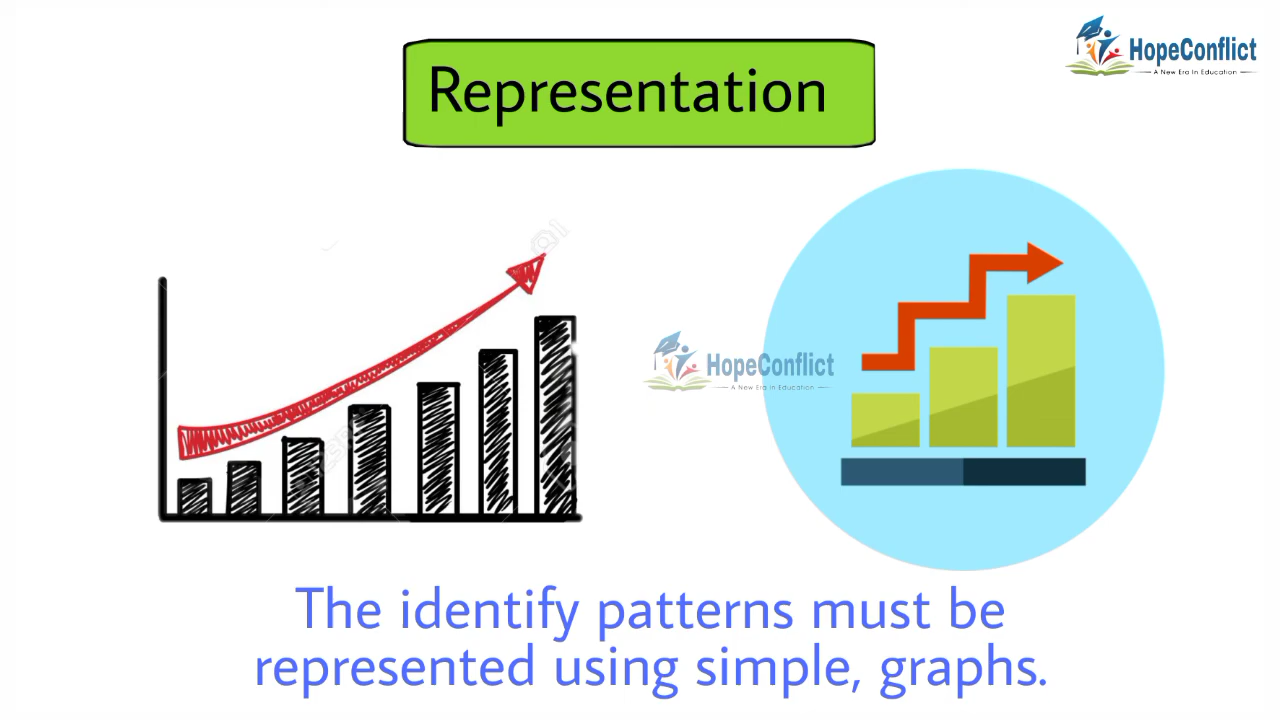 HopeConflict
A New Era In Education
Representation
HopeConflict
A New Era In Education
The identify patterns must be
represented using simple, graphs.